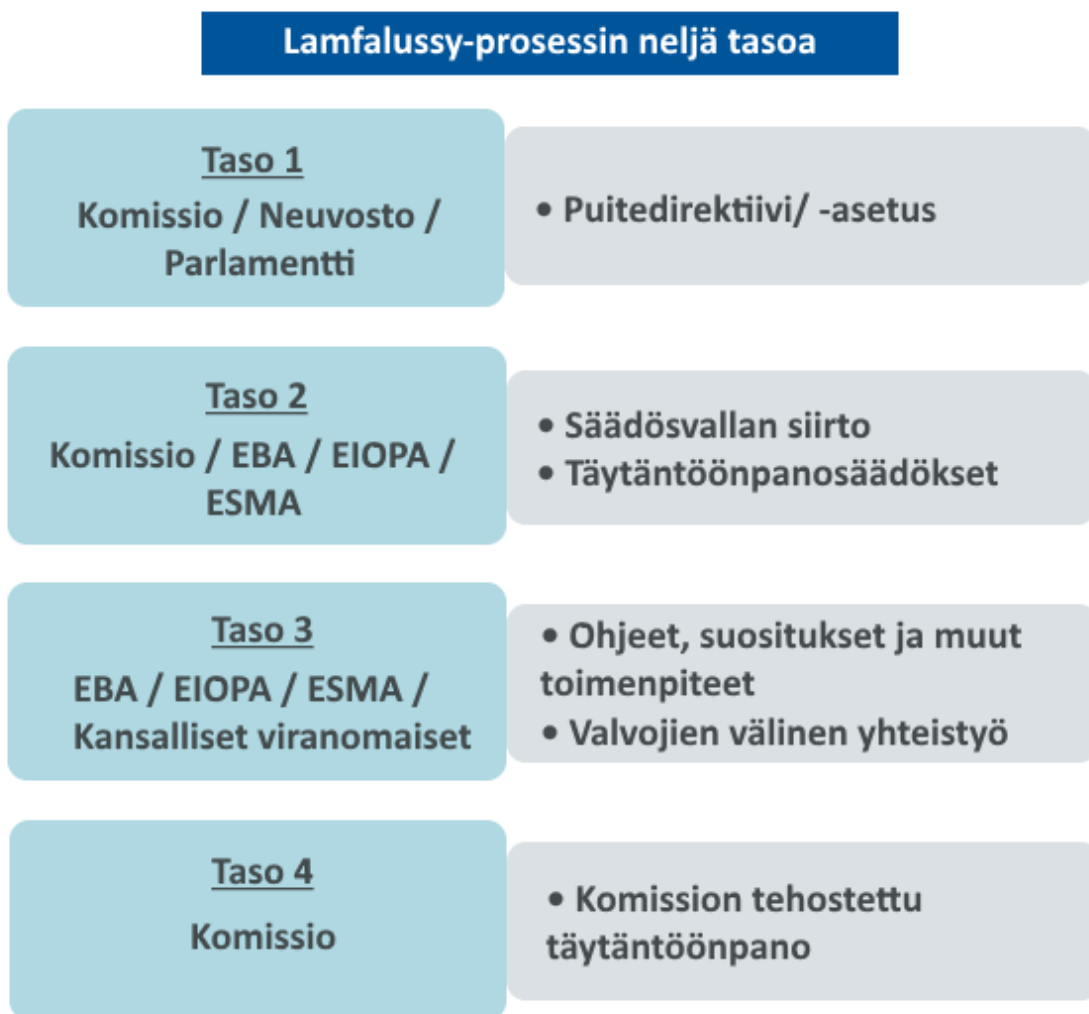 Lamfalussy-prosessin neljä tasoa
Taso 1
Komissio / Neuvosto /
Parlamentti
• Puitedirektiivi/ -asetus
Taso 2
Komissio / EBA / EIOPA /
ESMA
• Säädösvallan siirto
• Täytäntöönpanosäädökset
Taso 3
EBA / EIOPA / ESMA /
Kansalliset viranomaiset
• Ohjeet, suositukset ja muut
toimenpiteet
• Valvojien välinen yhteistyö
Taso 4
Komissio
• Komission tehostettu
täytäntöönpano